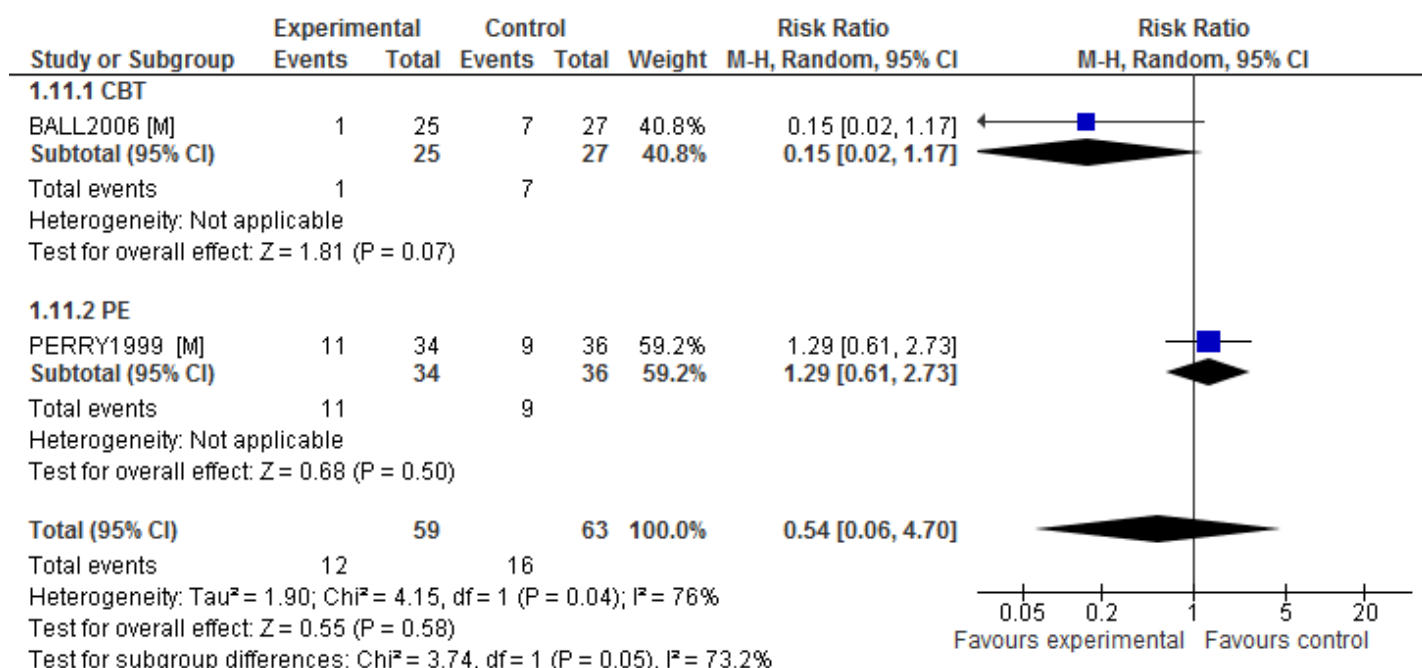 Experimental Control Risk Ratio Risk Ratio
Study or Subgroup Events Total Events Total Weight M-H, Random, 95% CI M-H, Random, 95% CI
1.11.1 CBT
BALL2006 [M] 1 25 7 27 40.8% 0.15 [0.02, 1.17]
Subtotal (95% CI) 25 27 40.8% 0.15 [0.02, 1.17]
Total events 1 7
Heterogeneity: Not applicable
Test for overall effect: Z = 1.81 (P = 0.07)
1.11.2 PE
PERRY1999 [M] 11 34 9 36 59.2% 1.29 [0.61, 2.73]
Subtotal (95% CI) 34 36 59.2% 1.29 [0.61, 2.73]
Total events 11 9
Heterogeneity: Not applicable
Test for overall effect: Z = 0.68 (P = 0.50)
Total (95% CI) 59 63 100.0% 0.54 [0.06, 4.70]
Total events 12 16
Heterogeneity: Tau² = 1.90; Chi² = 4.15, df = 1 (P = 0.04); I² = 76%
Test for overall effect: Z = 0.55 (P = 0.58)
Test for subgroup differences: Chi² = 3.74, df = 1 (P = 0.05), I² = 73.2%
0.05 0.2 1 5 20
Favours experimental Favours control